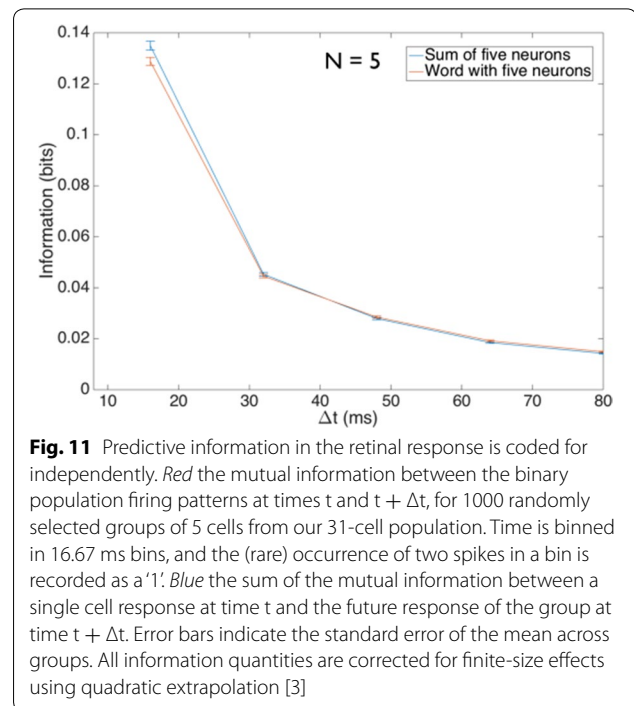 0.14
N = 5
Sum of five neurons
Word with five neurons
0.12
0.1
0.08
0.06
0.04
0.02
0
Information (bits)
10 20 30 40 50 60 70 80
Δt (ms)
Fig. 11 Predictive information in the retinal response is coded for
independently. Red the mutual information between the binary
population firing patterns at times t and t + Δt, for 1000 randomly
selected groups of 5 cells from our 31-cell population. Time is binned
in 16.67 ms bins, and the (rare) occurrence of two spikes in a bin is
recorded as a ‘1’. Blue the sum of the mutual information between a
single cell response at time t and the future response of the group at
time t + Δt. Error bars indicate the standard error of the mean across
groups. All information quantities are corrected for finite-size effects
using quadratic extrapolation [3]